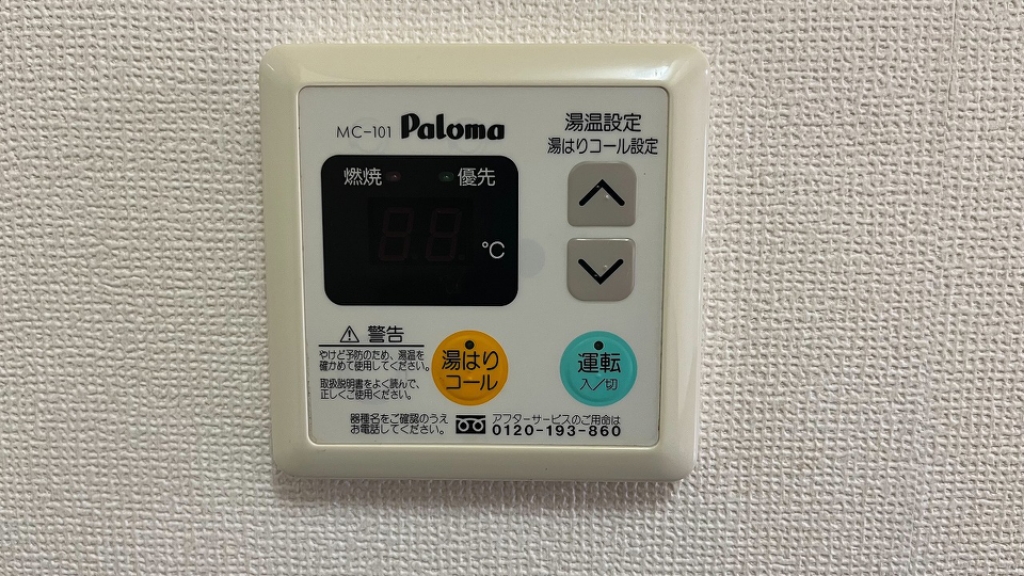 MC-101 Paloma
湯温設定
湯はりコール設定
燃焼 優先
℃
警告
やけど予防のため、湯温を
確かめて使用してください。
取扱説明書をよく読んで、
正しくご使用ください。
湯はり
コール
運転
入/切
器種名をご確認のうえ
お電話してください。
アフターサービスのご用命は
0120-193-860